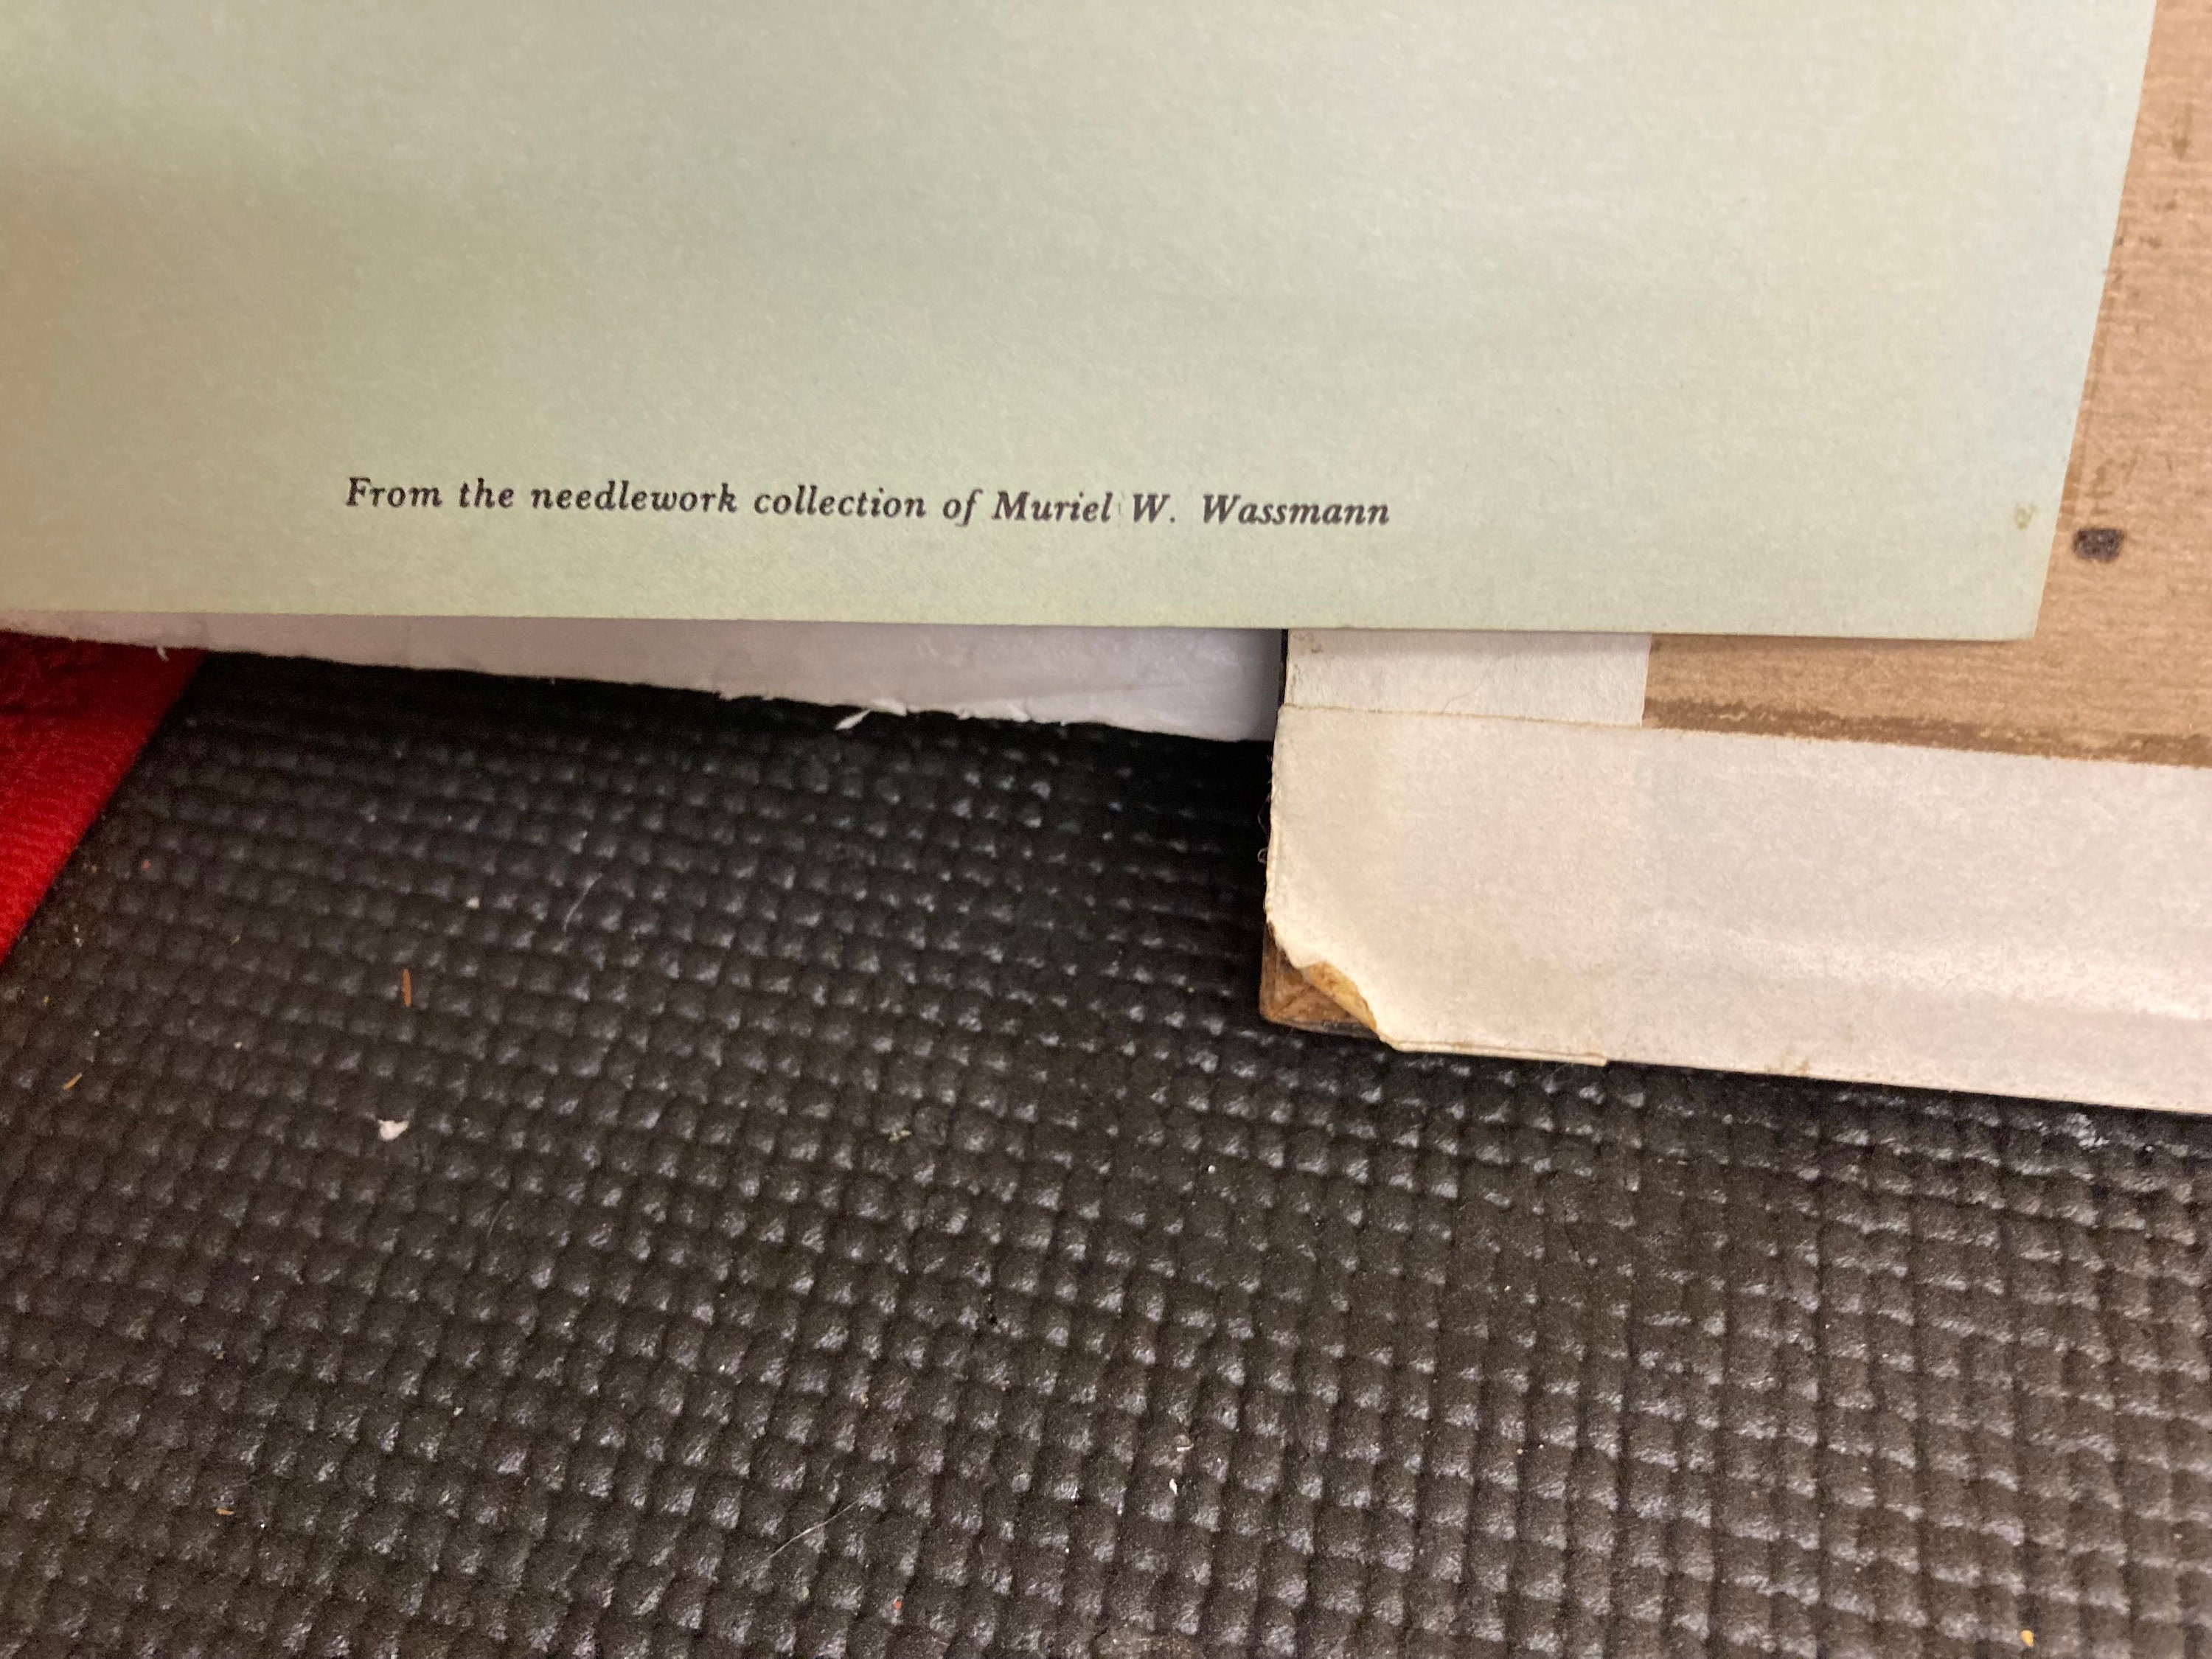 From the needlework collection of Muriel W. Wassmann